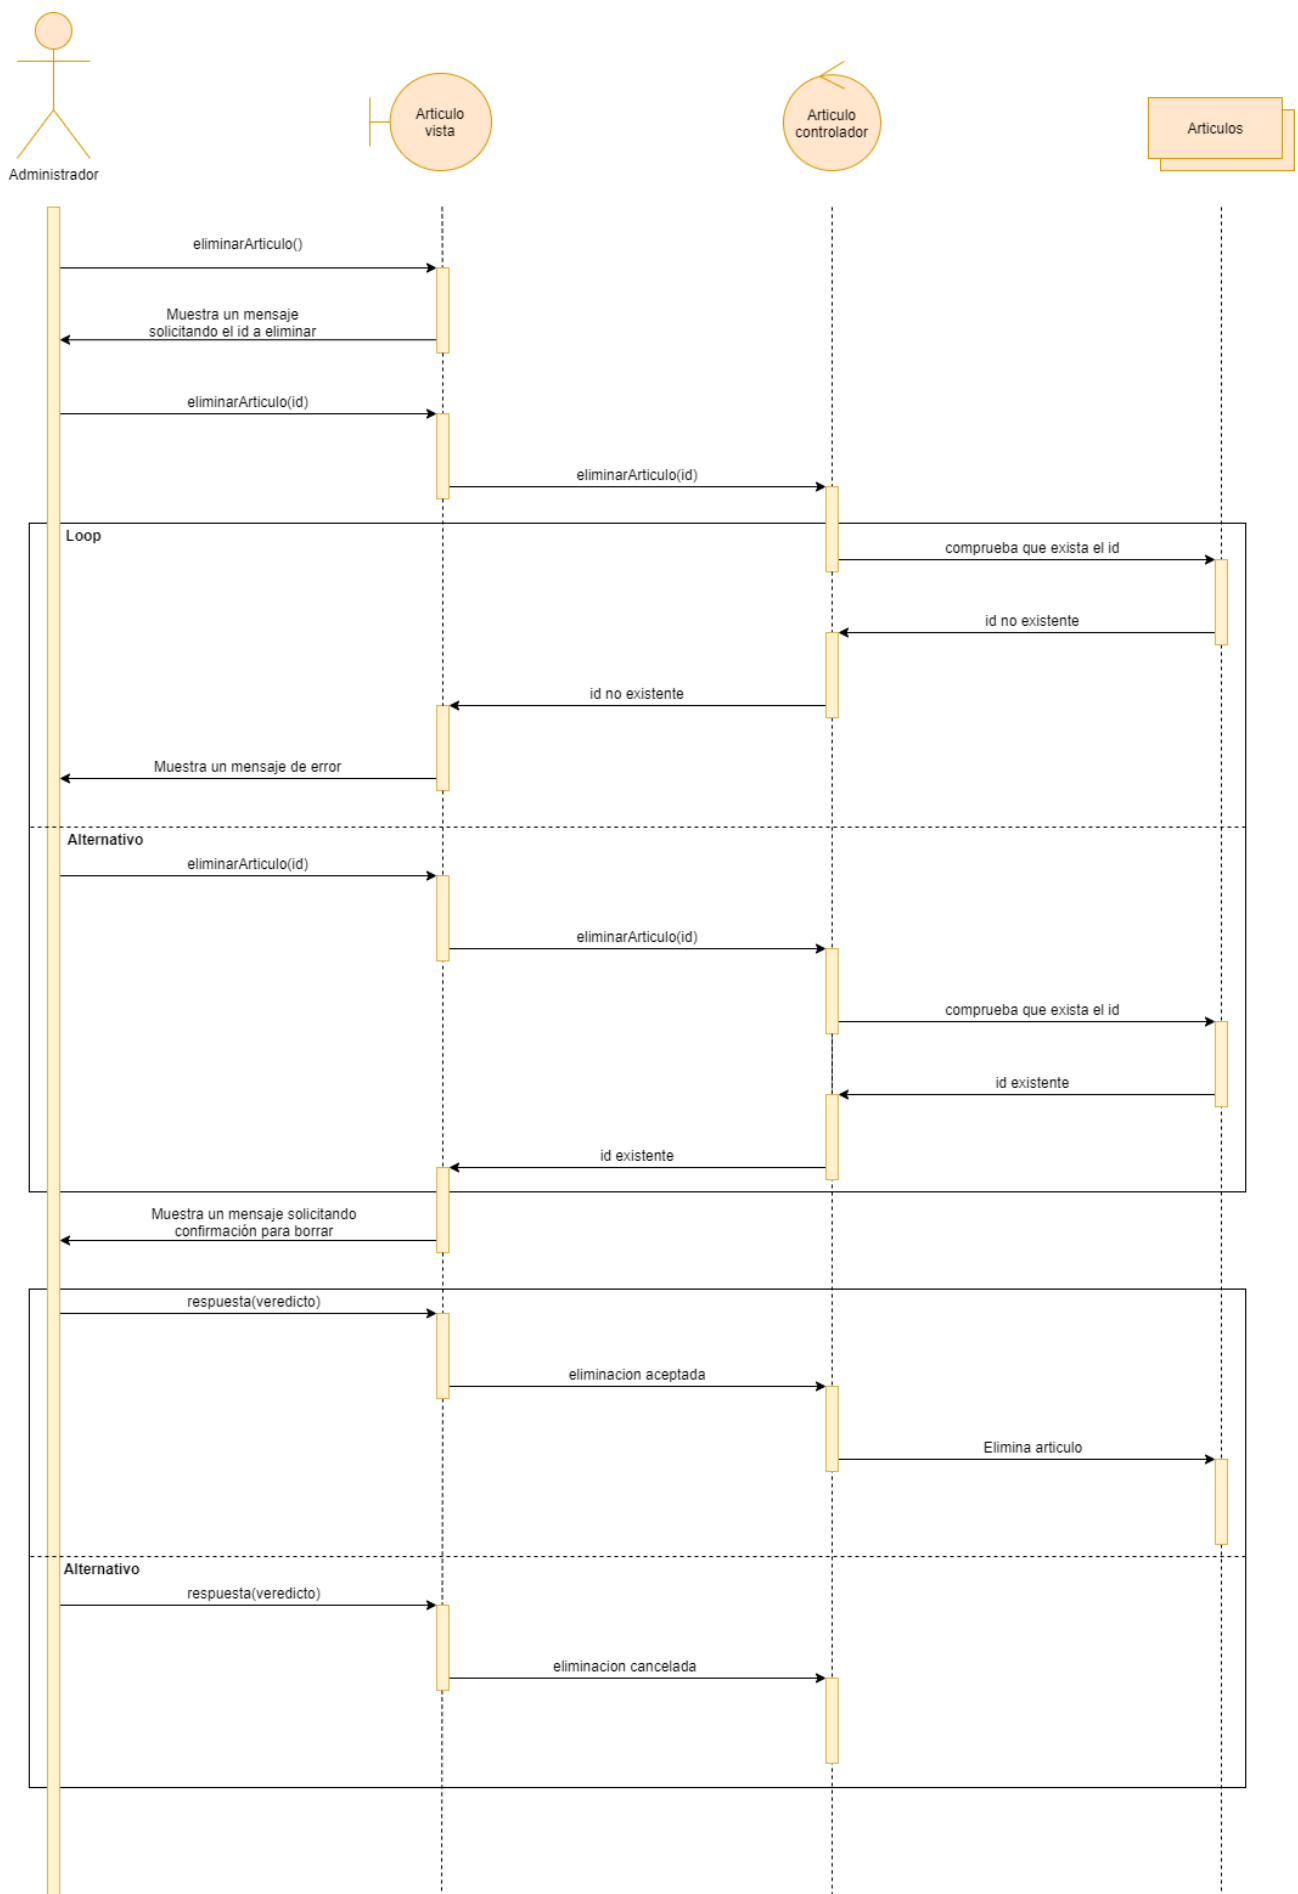 Articulo
vista
Articulo
controlador
Articulos
Administrador
eliminarArticulo()
Muestra un mensaje
solicitando el id a eliminar
eliminarArticulo(id)
eliminarArticulo(id)
Loop
comprueba que exista el id
id no existente
id no existente
Muestra un mensaje de error
Alternativo
eliminarArticulo(id)
eliminarArticulo(id)
comprueba que exista el id
id existente
id existente
Muestra un mensaje solicitando
confirmación para borrar
respuesta(veredicto)
eliminacion aceptada
Elimina articulo
Alternativo
respuesta(veredicto)
eliminacion cancelada